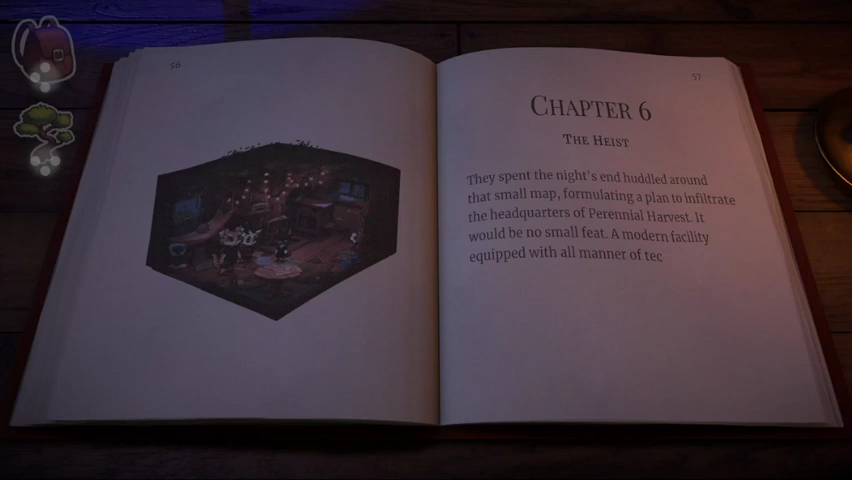 56
57
Chapter 6
The Heist
They spent the night's end huddled around
that small map, formulating a plan to infiltrate
the headquarters of Perennial Harvest. It
would be no small feat. A modern facility
equipped with all manner of tec